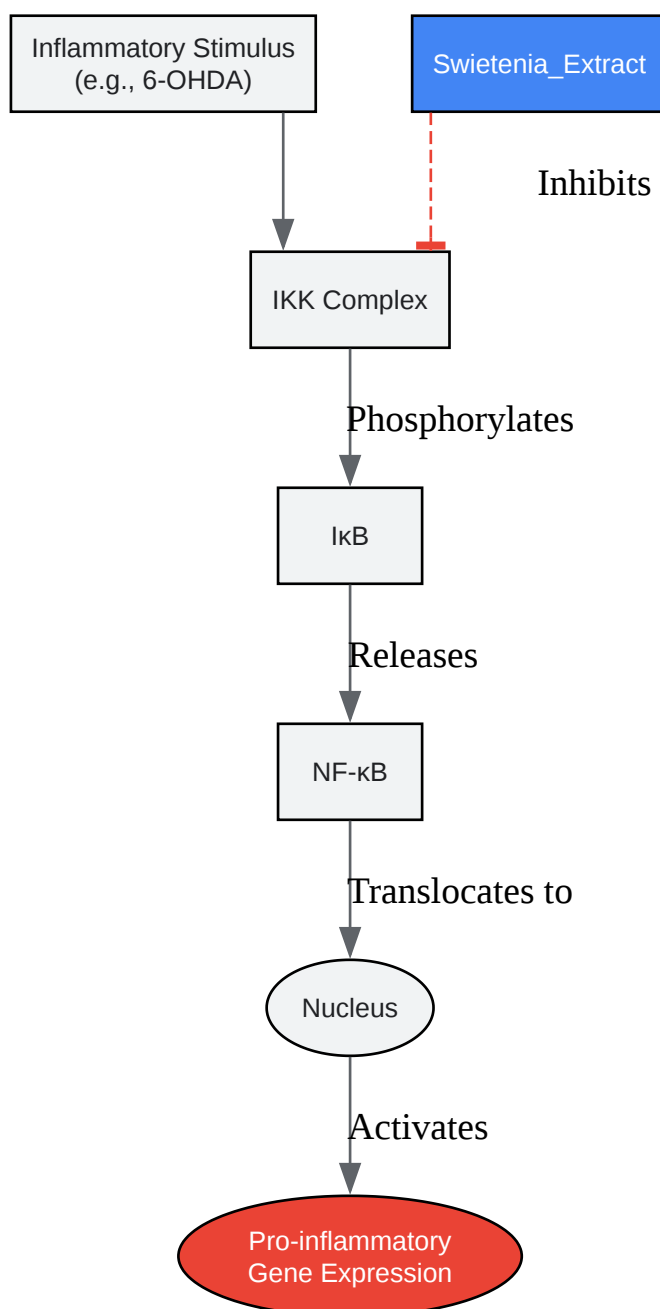 Inflammatory Stimulus
(e.g., 6-OHDA)
Swietenia_Extract
Inhibits
IKK Complex
Phosphorylates
IκB
Releases
NF-κB
Translocates to
Nucleus
Activates
Pro-inflammatory
Gene Expression